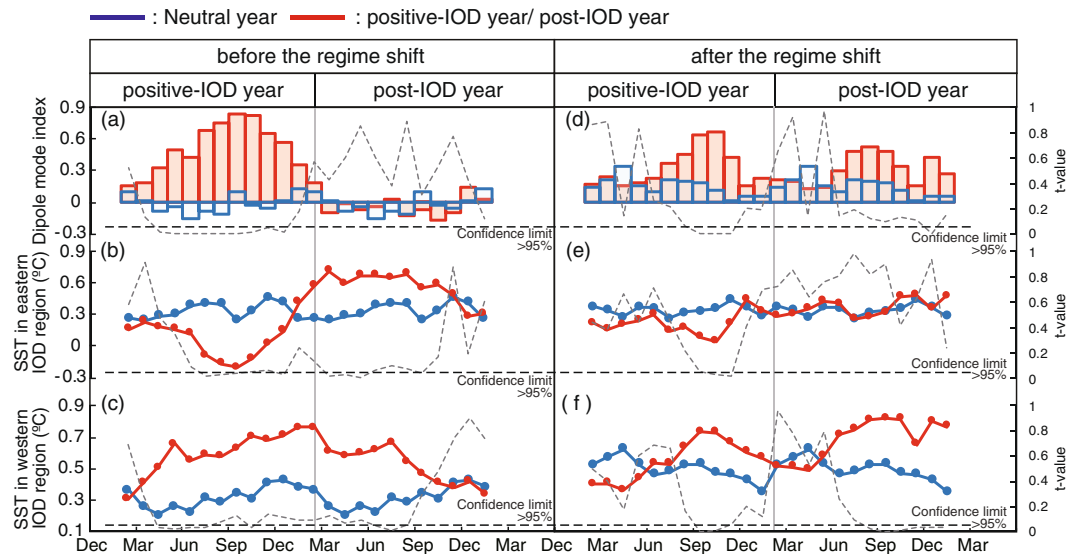 : Neutral year : positive-IOD year/ post-IOD year
before the regime shift after the regime shift
positive-IOD year post-IOD year positive-IOD year post-IOD year
Dipole mode index
0.9
0.6
0.3
0
-0.3
(a)
Confidence limit
>95%
(d)
Confidence limit
>95%
1
0.8
0.6
0.4
0.2
0
t-value
SST in eastern
IOD region (ºC)
0.9
0.6
0.3
0
-0.3
(b)
Confidence limit
>95%
(e)
Confidence limit
>95%
1
0.8
0.6
0.4
0.2
0
t-value
SST in western
IOD region (ºC)
0.9
0.7
0.5
0.3
0.1
(c)
Confidence limit
>95%
( f )
Confidence limit
>95%
1
0.8
0.6
0.4
0.2
0
t-value
Dec Mar Jun Sep Dec Mar Jun Sep Dec Mar Dec Mar Jun Sep Dec Mar Jun Sep Dec Mar